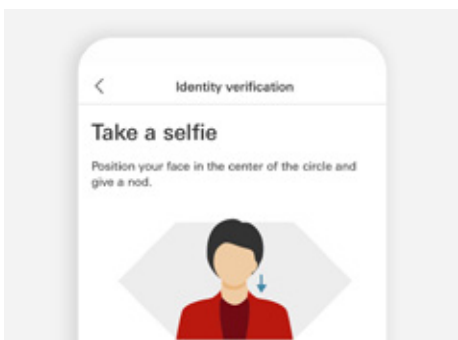 Identity verification
Take a selfie
Position your face in the center of the circle and
give a nod.